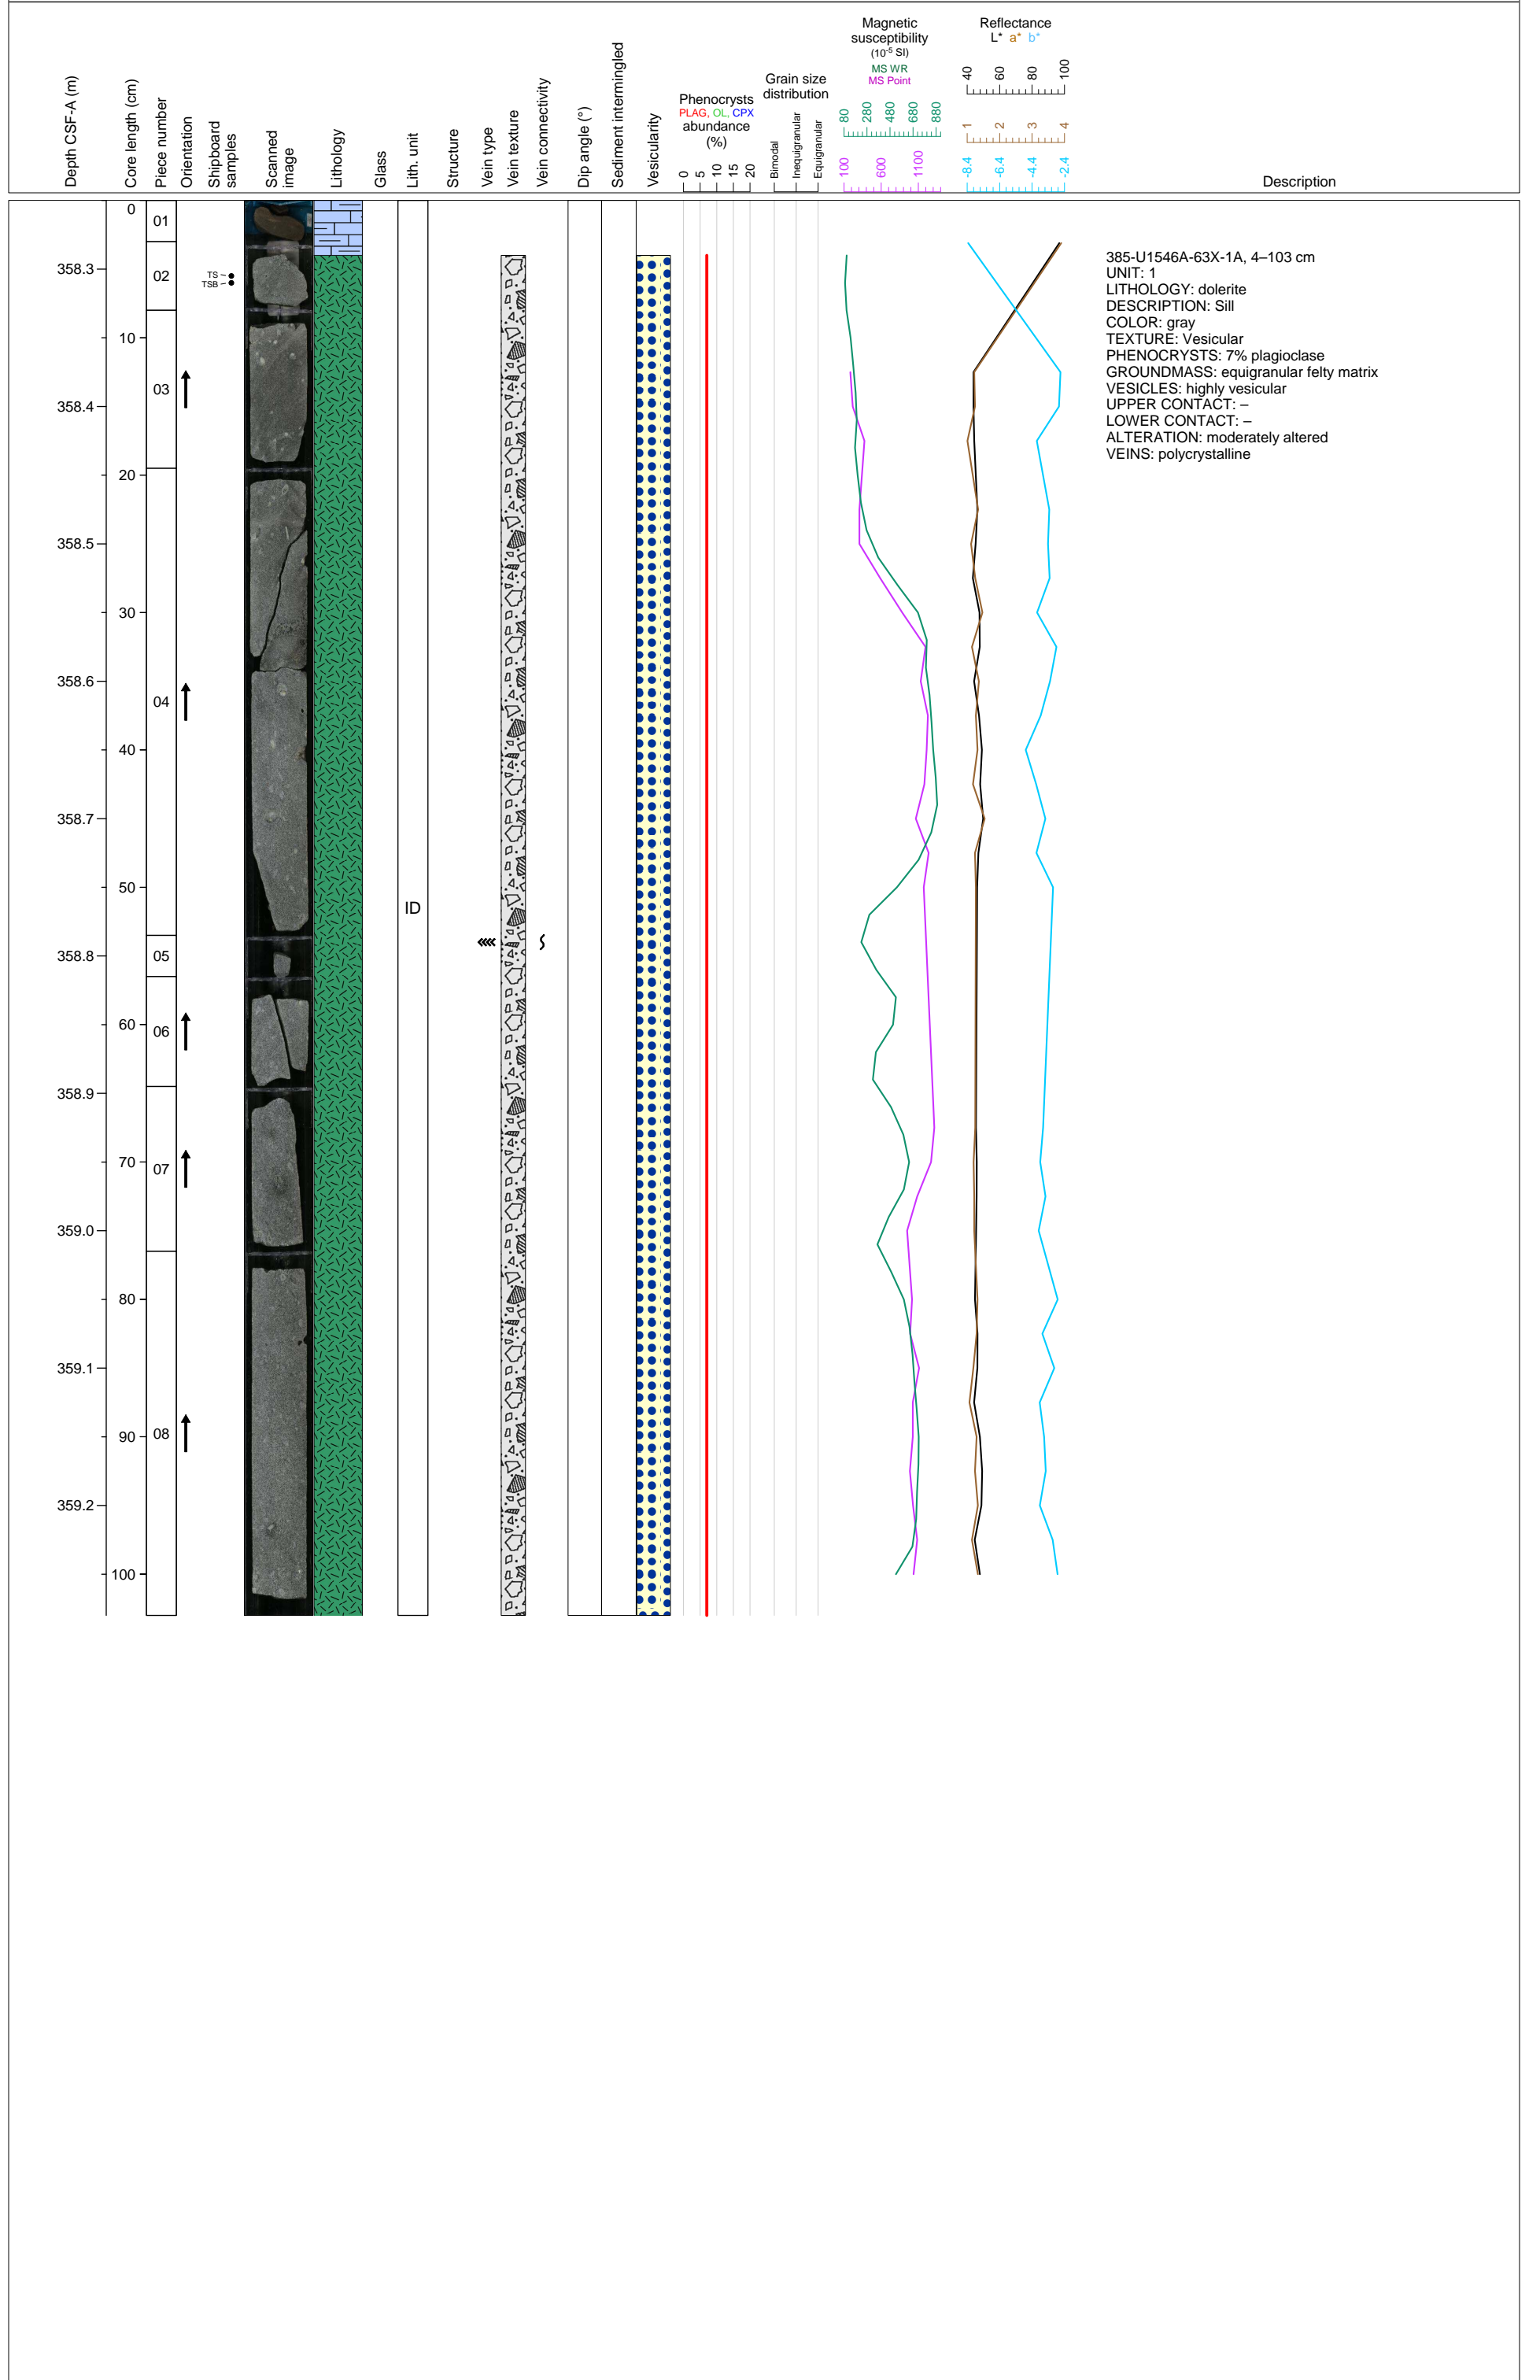 Depth CSF-A (m)
Core length (cm)
Piece number
Orientation
Shipboard
samples
Scanned
image
Lithology
Glass
Lith. unit
Structure
Vein type
Vein texture
Vein connectivity
Dip angle (°)
Sediment intermingled
Vesicularity
Phenocrysts
PLAG, OL, CPX
abundance
(%)
0 5 10 15 20
Grain size
distribution
Bimodal
Inequigranular
Equigranular
Magnetic
susceptibility
(10⁻⁵ SI)
MS WR
MS Point
80 280 480 680 880
100 600 1100
Reflectance
L* a* b*
40 60 80 100
1 2 3 4
-8.4 -6.4 -4.4 -2.4
Description
0
01
358.3
02
TS
TSB
10
03
358.4
20
358.5
30
358.6
04
40
358.7
50
ID
358.8
05
60
06
358.9
70
07
359.0
80
359.1
90
08
359.2
100
385-U1546A-63X-1A, 4–103 cm
UNIT: 1
LITHOLOGY: dolerite
DESCRIPTION: Sill
COLOR: gray
TEXTURE: Vesicular
PHENOCRYSTS: 7% plagioclase
GROUNDMASS: equigranular felty matrix
VESICLES: highly vesicular
UPPER CONTACT: –
LOWER CONTACT: –
ALTERATION: moderately altered
VEINS: polycrystalline